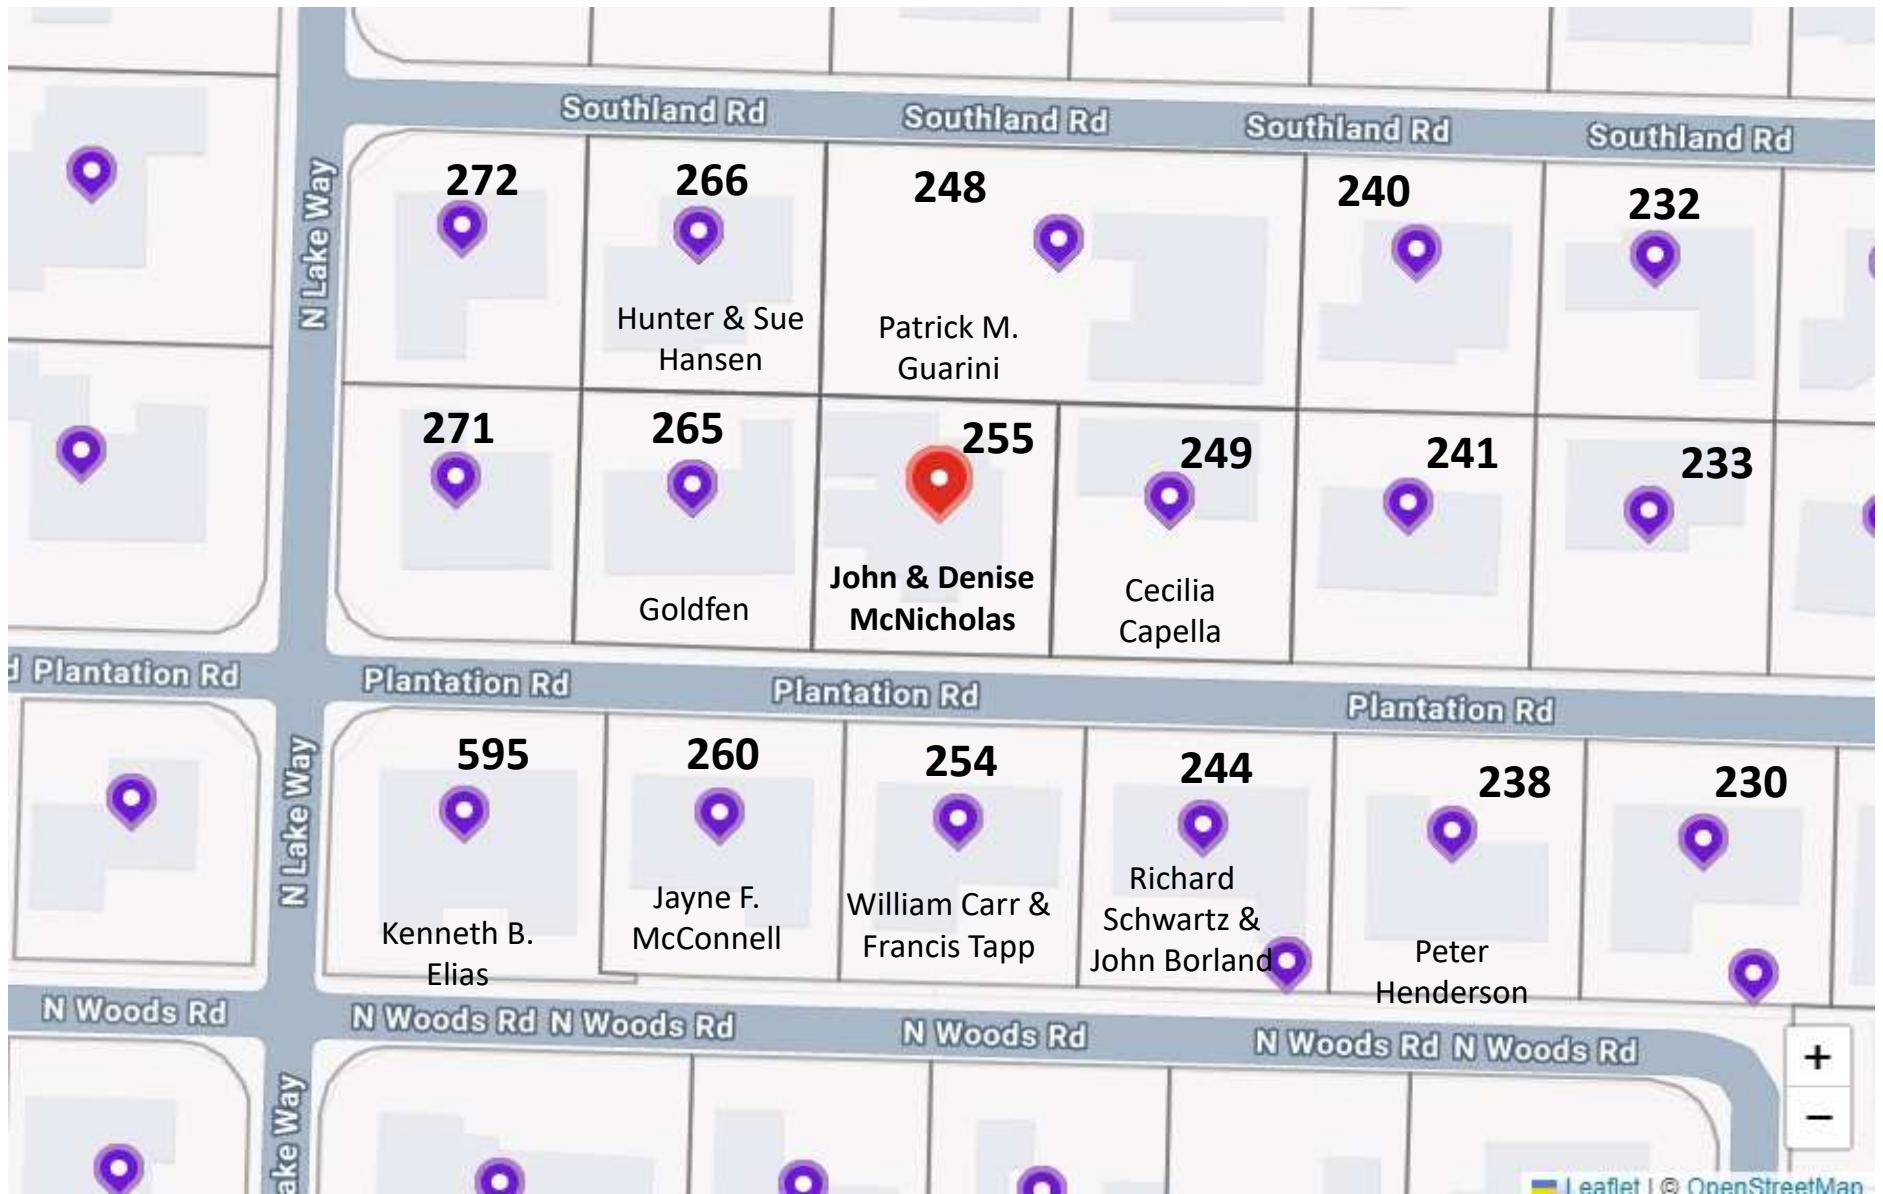 Southland Rd
Southland Rd
Southland Rd
Southland Rd
N Lake Way
272
266
248
240
232
Hunter & Sue
Hansen
Patrick M.
Guarini
271
265
255
249
241
233
Goldfen
John & Denise
McNicholas
Cecilia
Capella
d Plantation Rd
Plantation Rd
Plantation Rd
Plantation Rd
N Lake Way
595
260
254
244
238
230
Kenneth B.
Elias
Jayne F.
McConnell
William Carr &
Francis Tapp
Richard
Schwartz &
John Borland
Peter
Henderson
N Woods Rd
N Woods Rd
N Woods Rd
N Woods Rd
N Woods Rd
N Woods Rd
ake Way
+
−
Leaflet | © OpenStreetMap